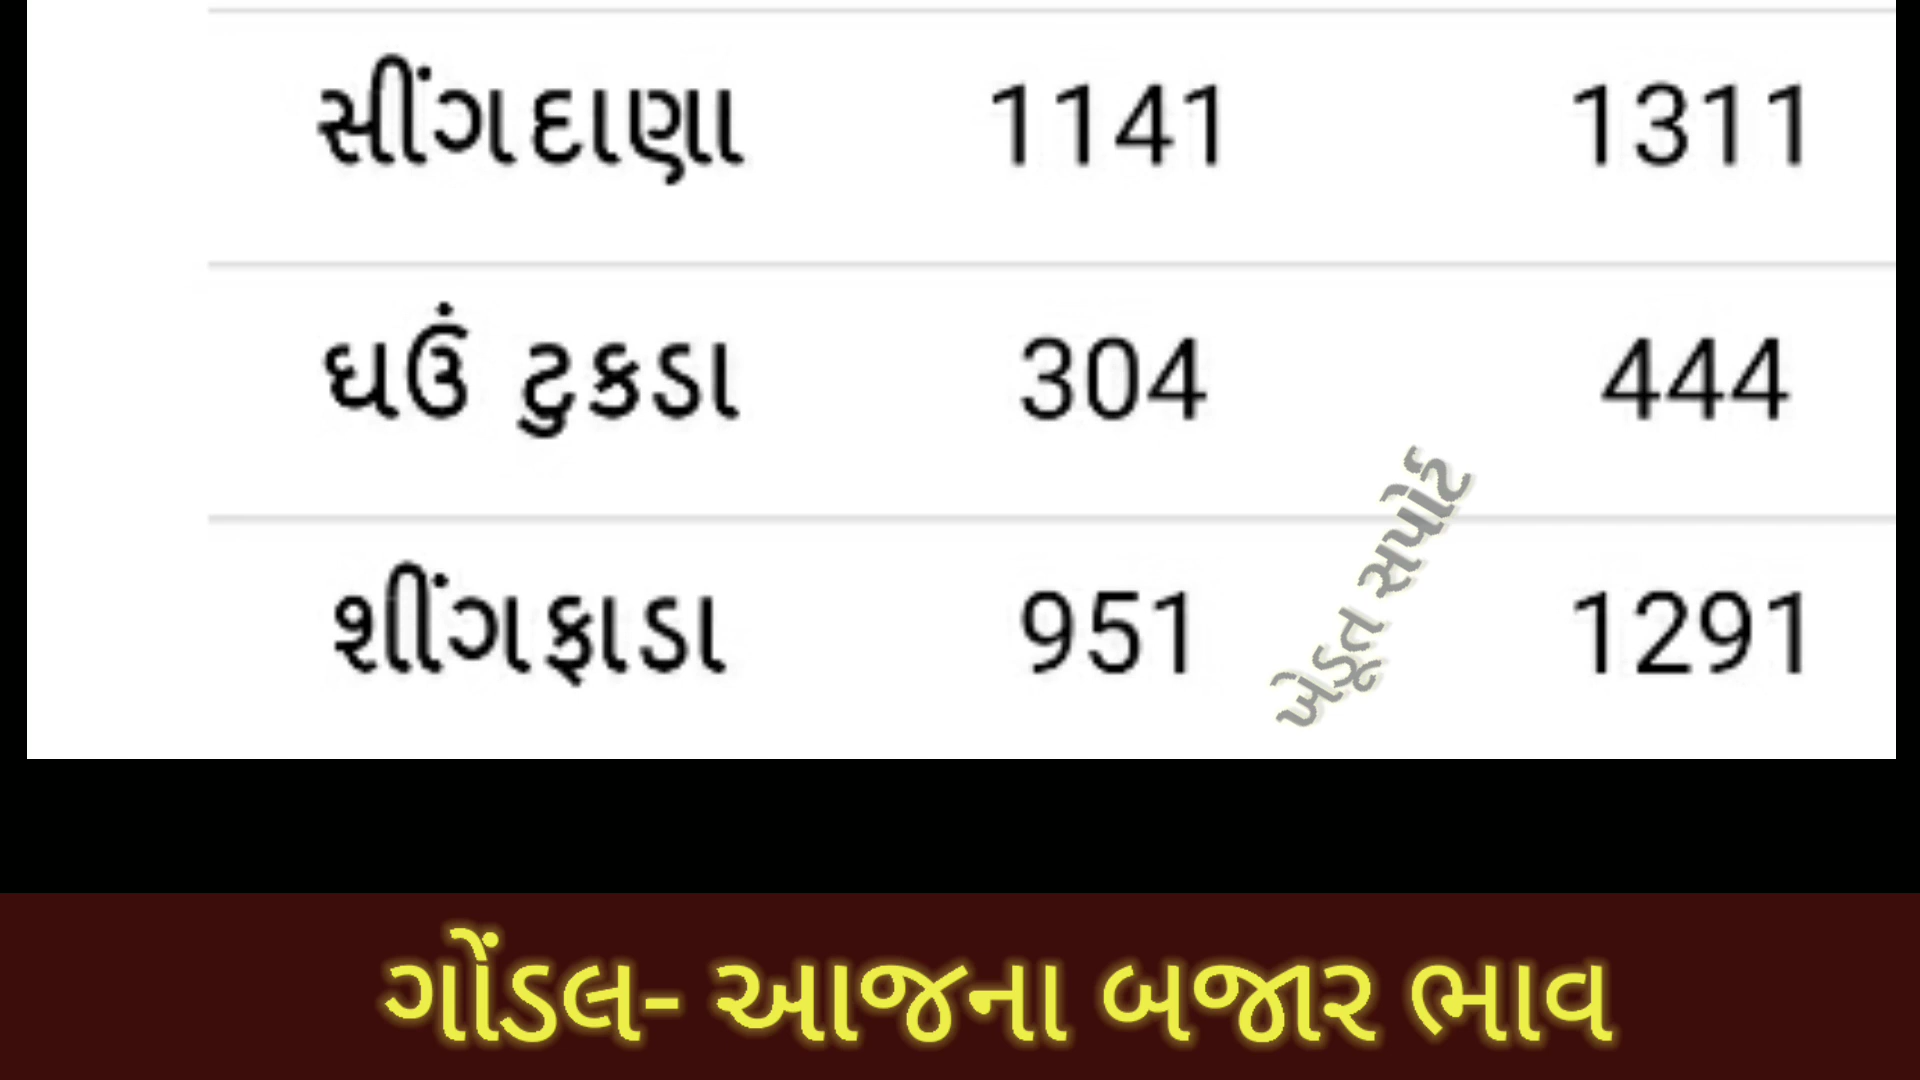 સીંગદાણા 1141 1311
ઘઉં ટુકડા 304 444
શીંગફાડા 951 1291
ખેડૂત સપોર્ટ
ગોંડલ- આજના બજાર ભાવ